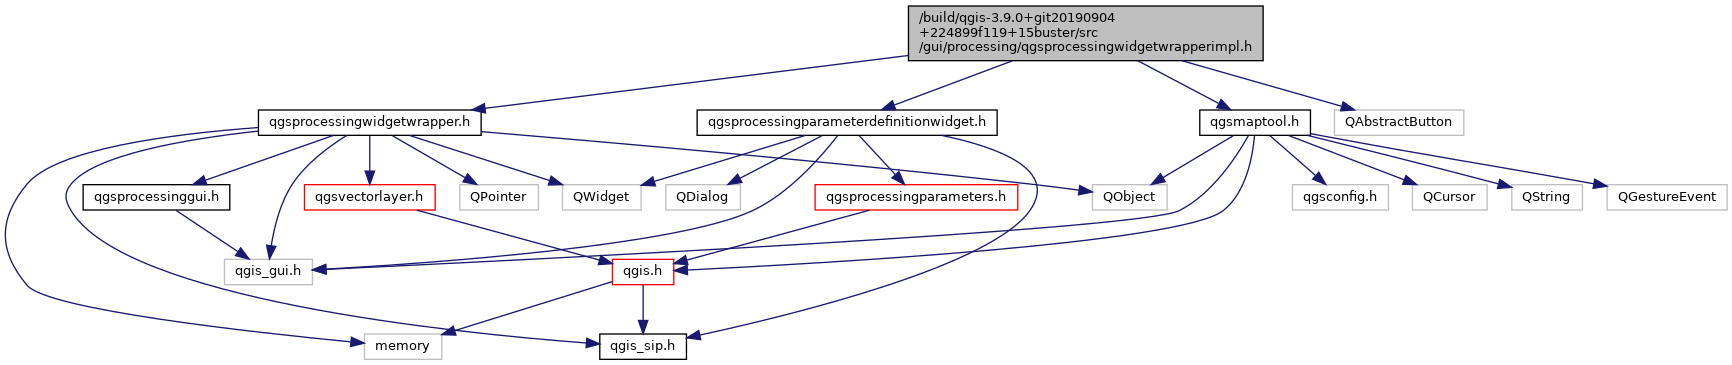 /build/qgis-3.9.0+git20190904
+224899f119+15buster/src
/gui/processing/qgsprocessingwidgetwrapperimpl.h
qgsprocessingwidgetwrapper.h
qgsprocessingparameterdefinitionwidget.h
qgsmaptool.h
QAbstractButton
qgsprocessinggui.h
qgsvectorlayer.h
QPointer
QWidget
QDialog
qgsprocessingparameters.h
QObject
qgsconfig.h
QCursor
QString
QGestureEvent
qgis_gui.h
qgis.h
memory
qgis_sip.h